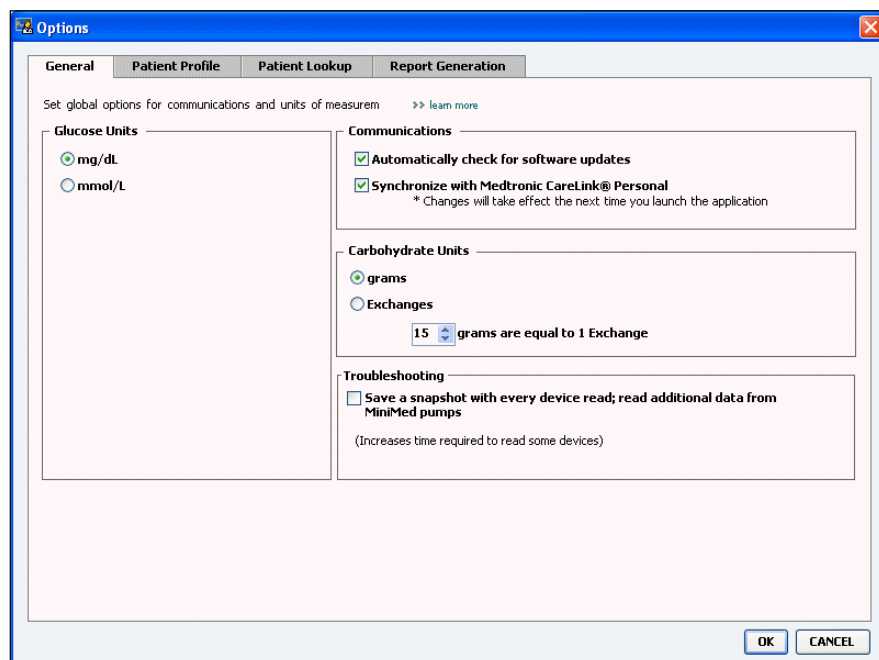 Options
General
Patient Profile
Patient Lookup
Report Generation
Set global options for communications and units of measurem
>> learn more
Glucose Units
mg/dL
mmol/L
Communications
Automatically check for software updates
Synchronize with Medtronic CareLink® Personal
* Changes will take effect the next time you launch the application
Carbohydrate Units
grams
Exchanges
15 grams are equal to 1 Exchange
Troubleshooting
Save a snapshot with every device read; read additional data from
MiniMed pumps
(Increases time required to read some devices)
OK
CANCEL